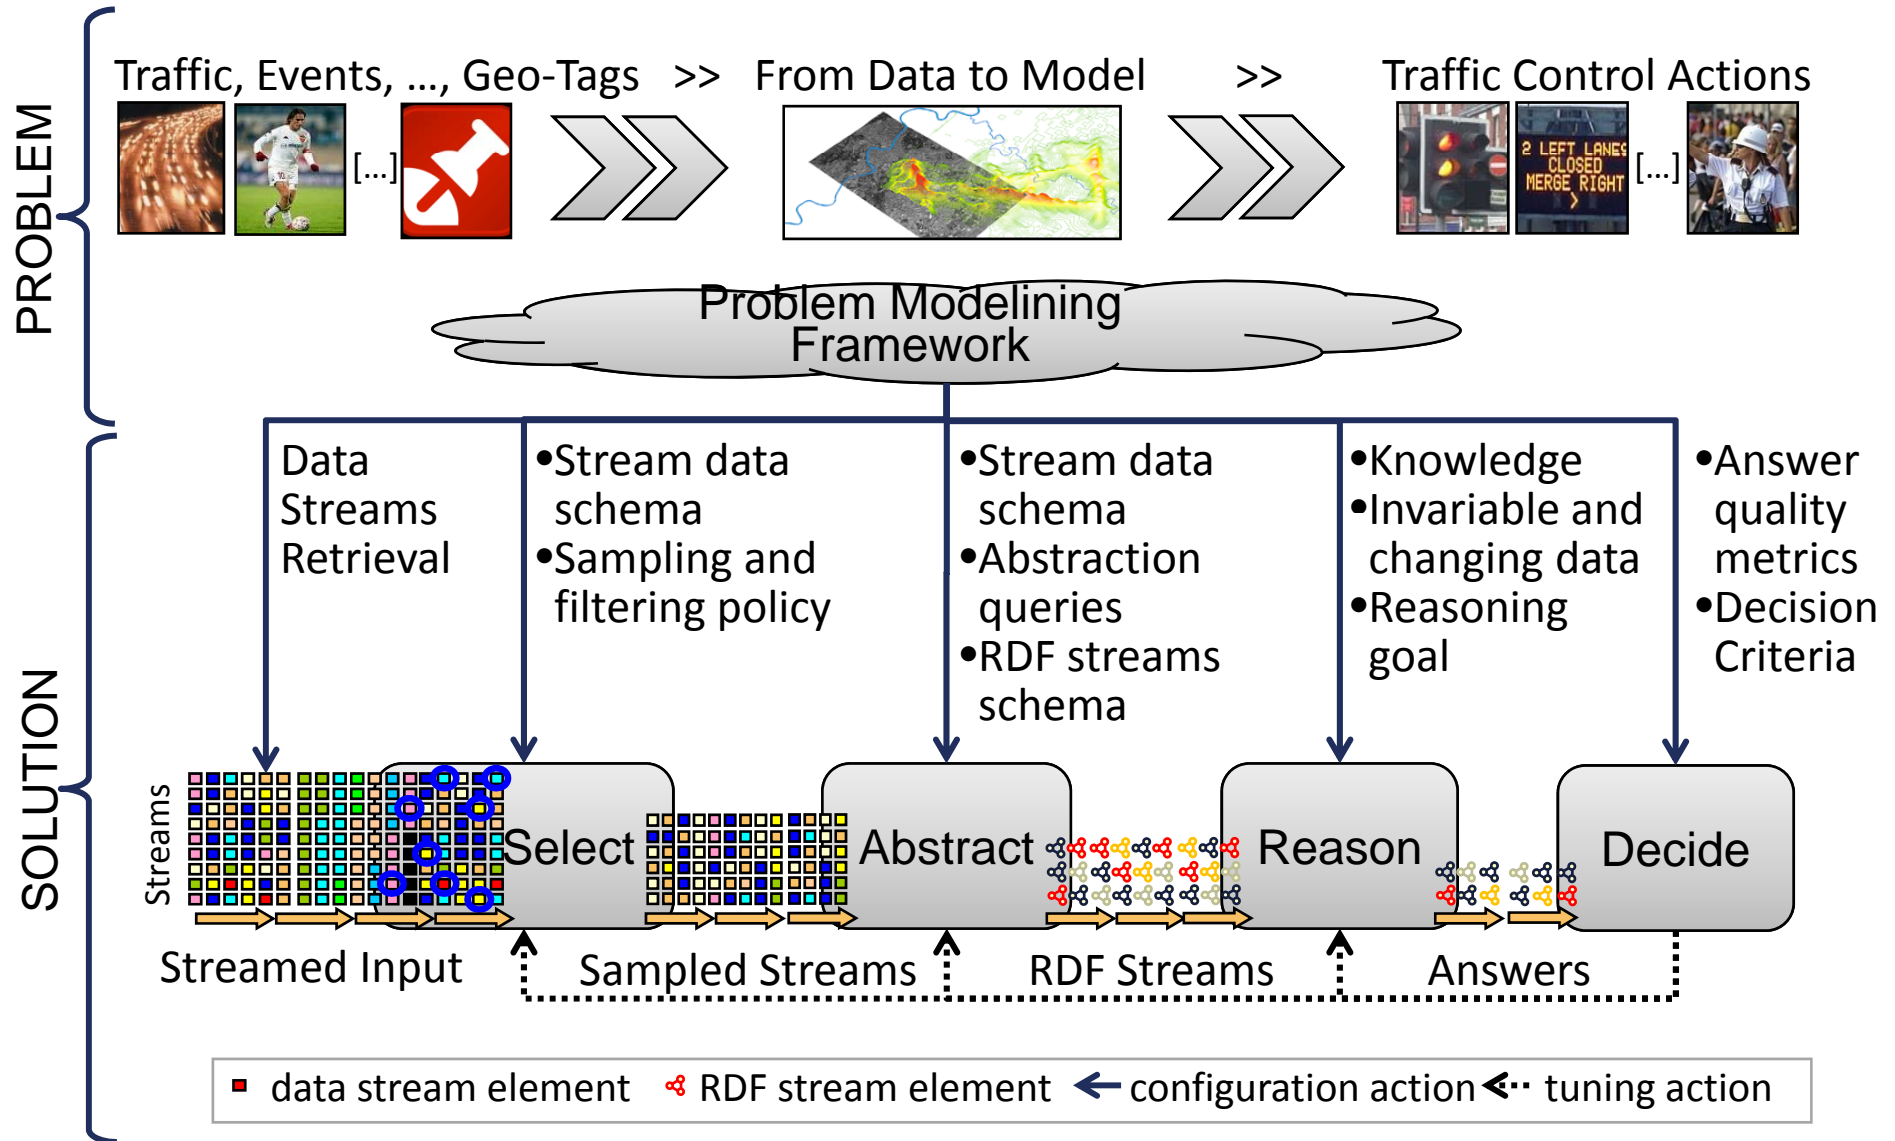 PROBLEM
Traffic, Events, ..., Geo-Tags >> From Data to Model >> Traffic Control Actions
[...]
2 LEFT LANES
CLOSED
MERGE RIGHT
>
[...]
Problem Modelining
Framework
SOLUTION
Data
Streams
Retrieval
•Stream data
schema
•Sampling and
filtering policy
•Stream data
schema
•Abstraction
queries
•RDF streams
schema
•Knowledge
•Invariable and
changing data
•Reasoning
goal
•Answer
quality
metrics
•Decision
Criteria
Streams
Select
Abstract
Reason
Decide
Streamed Input
Sampled Streams
RDF Streams
Answers
data stream element
RDF stream element
configuration action
tuning action